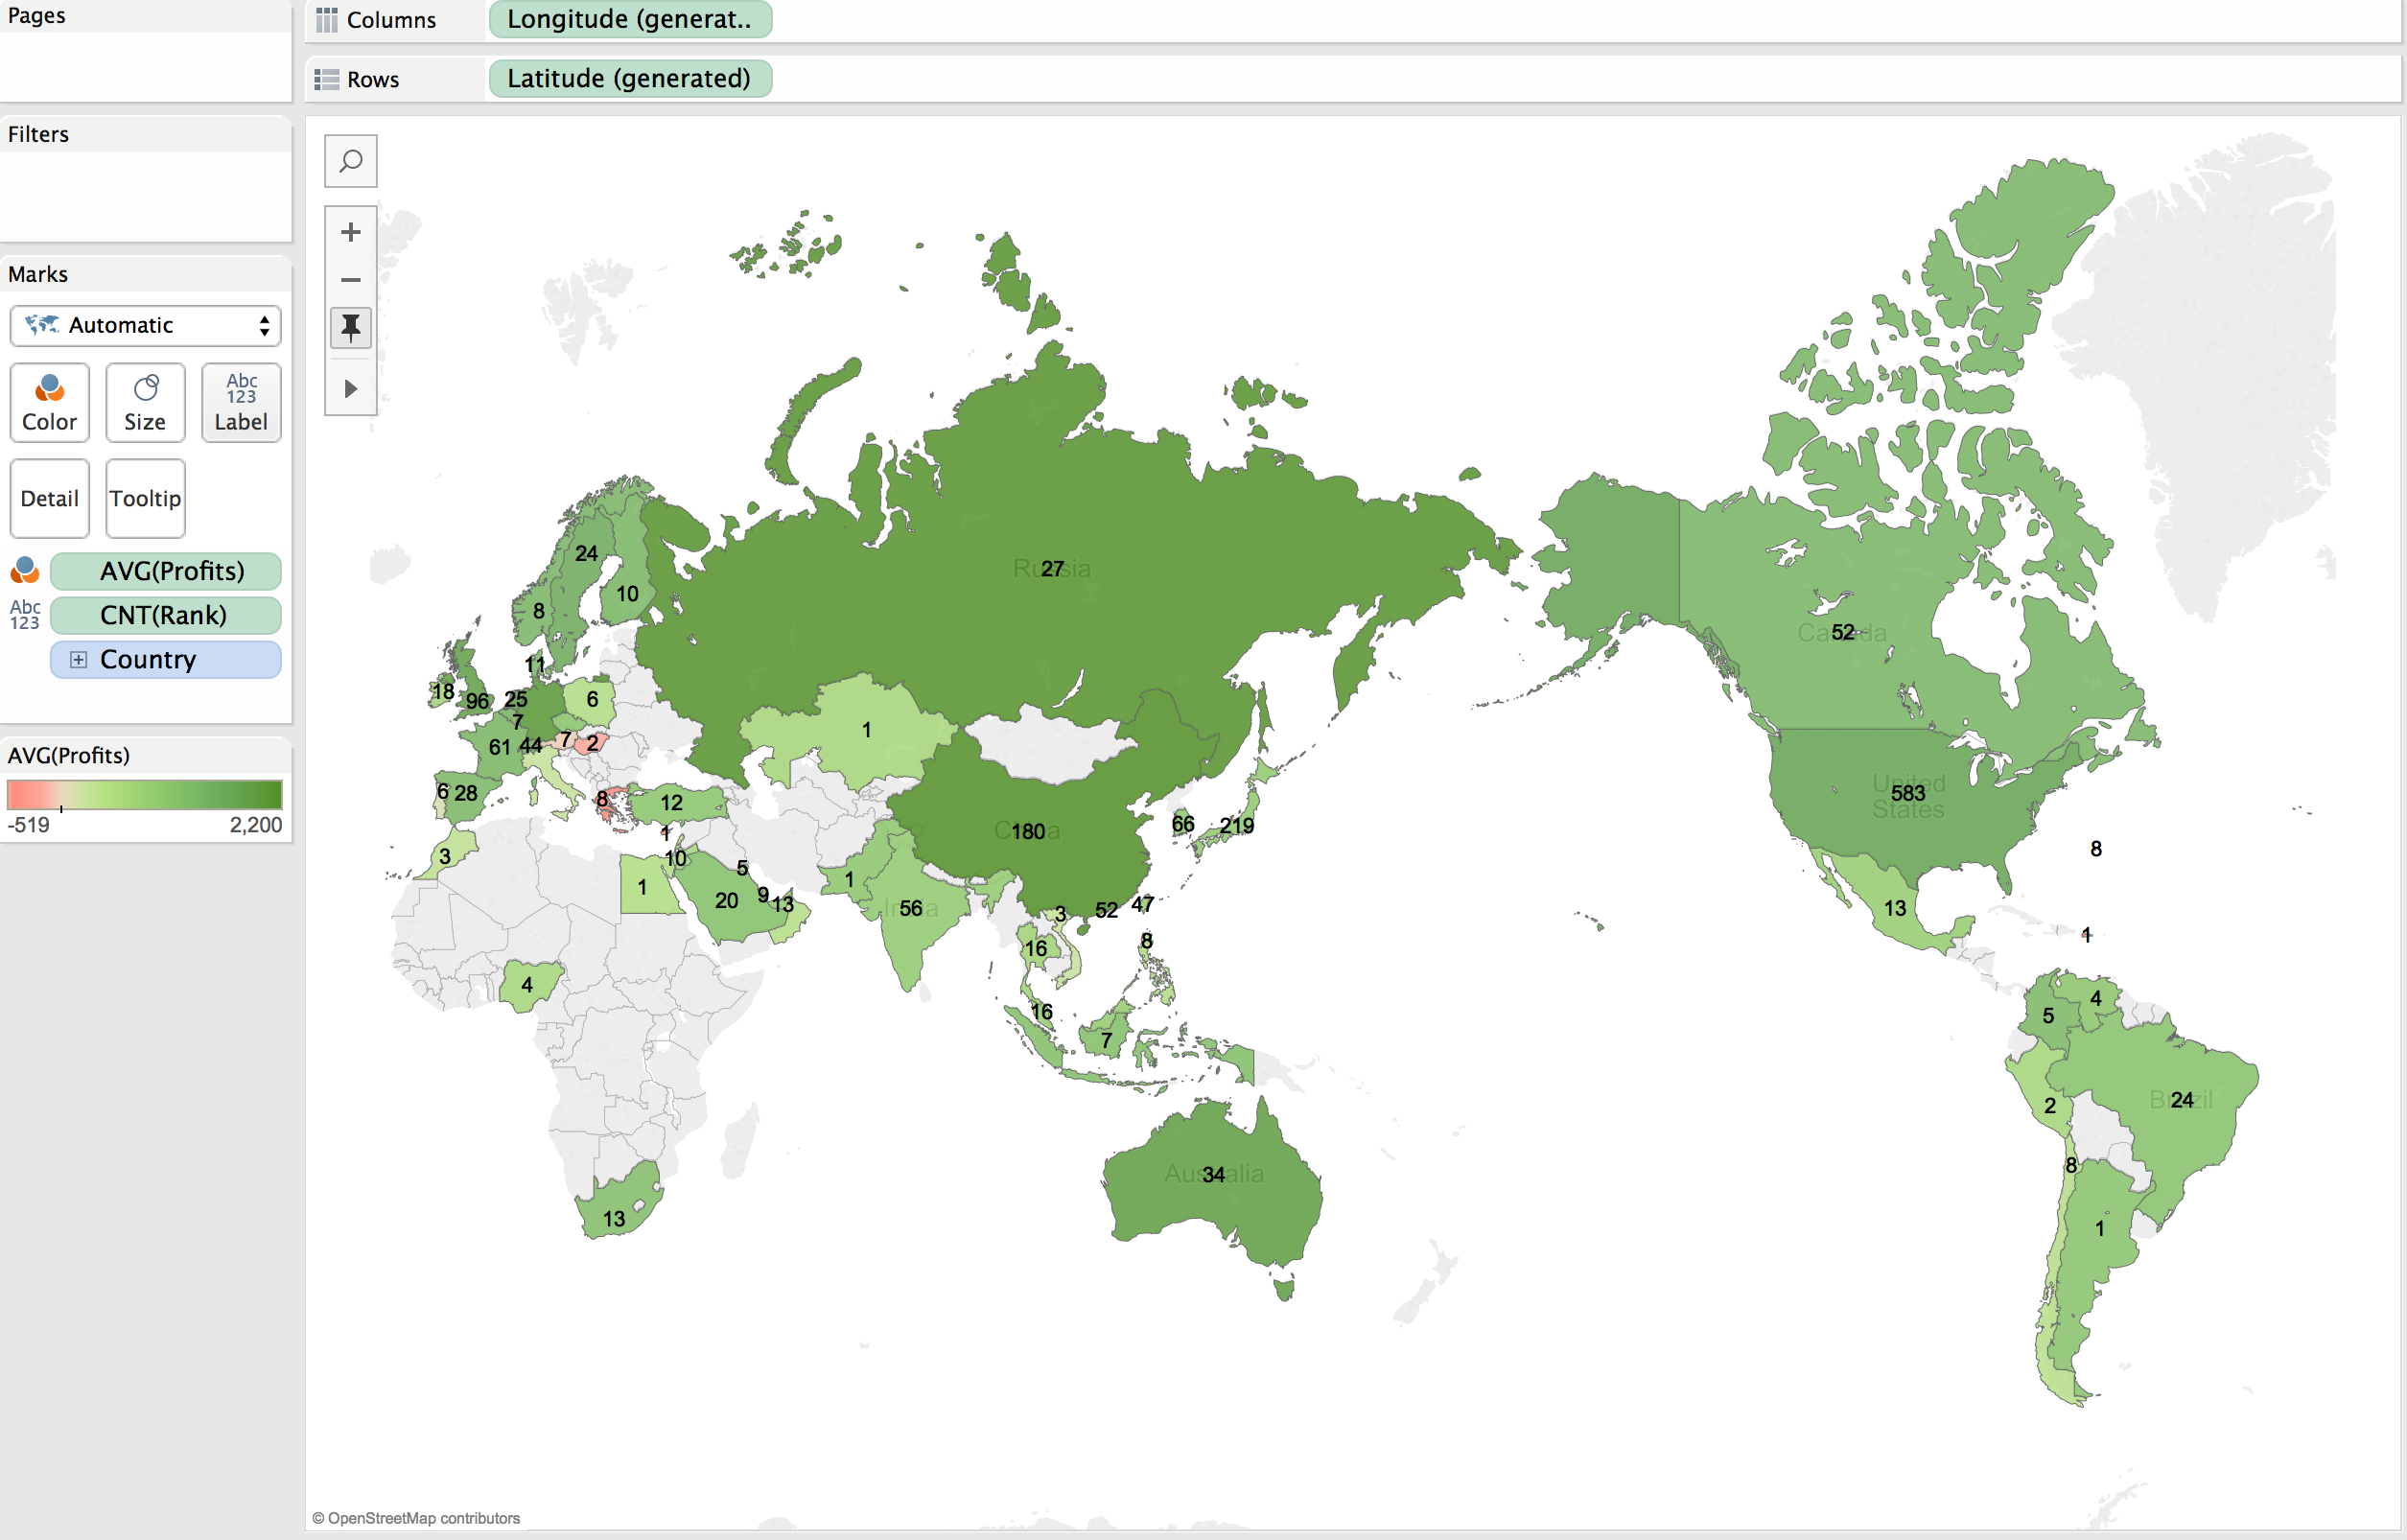 Pages
Columns
Longitude (generat..
Rows
Latitude (generated)
Filters
Marks
Automatic
Color
Size
Abc
123
Label
Detail
Tooltip
AVG(Profits)
Abc
123
CNT(Rank)
Country
AVG(Profits)
-519
2,200
24
27
8
10
52
11
18
96
25
6
7
61
44
7
2
1
United
States
583
6
28
8
12
180
66
219
1
3
10
5
8
1
20
9
13
1
56
3
52
47
13
16
8
1
4
16
4
5
7
2
Brazil
24
Australia
34
8
13
1
© OpenStreetMap contributors